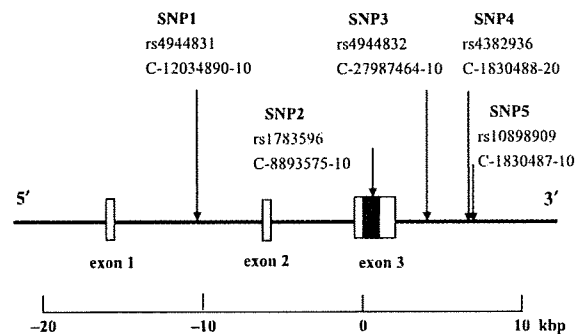 SNP1
rs4944831
C-12034890-10
SNP3
rs4944832
C-27987464-10
SNP4
rs4382936
C-1830488-20
SNP2
rs1783596
C-8893575-10
SNP5
rs10898909
C-1830487-10
5′
3′
exon 1
exon 2
exon 3
−20
−10
0
10
kbp